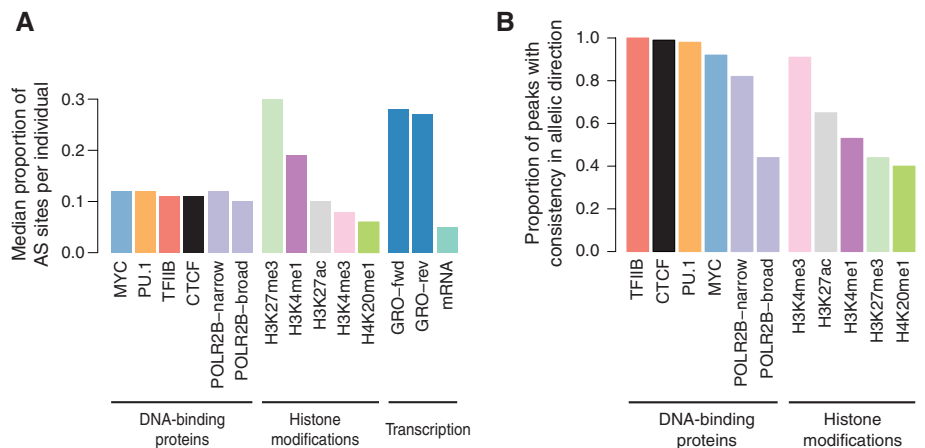 A
Median proportion of
AS sites per individual
0.3
0.2
0.1
0.0
MYC
PU.1
TFIIB
CTCF
POLR2B−narrow
POLR2B−broad
H3K27me3
H3K4me1
H3K27ac
H3K4me3
H4K20me1
GRO−fwd
GRO−rev
mRNA
DNA-binding
proteins
Histone
modifications
Transcription
B
Proportion of peaks with
consistency in allelic direction
1.0
0.8
0.6
0.4
0.2
0.0
TFIIB
CTCF
PU.1
MYC
POLR2B−narrow
POLR2B−broad
H3K4me3
H3K27ac
H3K4me1
H3K27me3
H4K20me1
DNA-binding
proteins
Histone
modifications